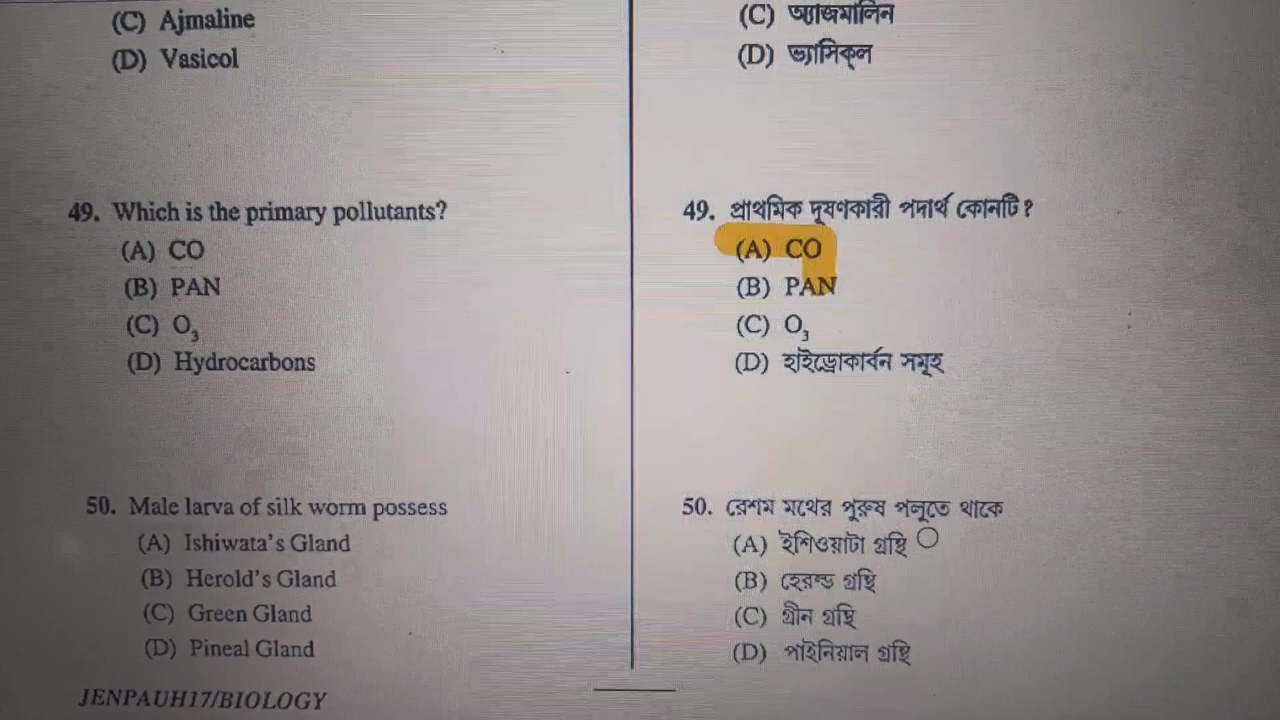 (C) Ajmaline
(D) Vasicol
49. Which is the primary pollutants?
(A) CO
(B) PAN
(C) O₃
(D) Hydrocarbons
50. Male larva of silk worm possess
(A) Ishiwata's Gland
(B) Herold's Gland
(C) Green Gland
(D) Pineal Gland
JENPAUH17/BIOLOGY
(C) অ্যাজমালিন
(D) ভ্যাসিকল
49. প্রাথমিক দূষণকারী পদার্থ কোনটি?
(A) CO
(B) PAN
(C) O₃
(D) হাইড্রোকার্বন সমূহ
50. রেশম মথের পুরুষ পলুতে থাকে
(A) ইশিওয়াটা গ্রন্থি
(B) হেরল্ড গ্রন্থি
(C) গ্রীন গ্রন্থি
(D) পাইনিয়াল গ্রন্থি